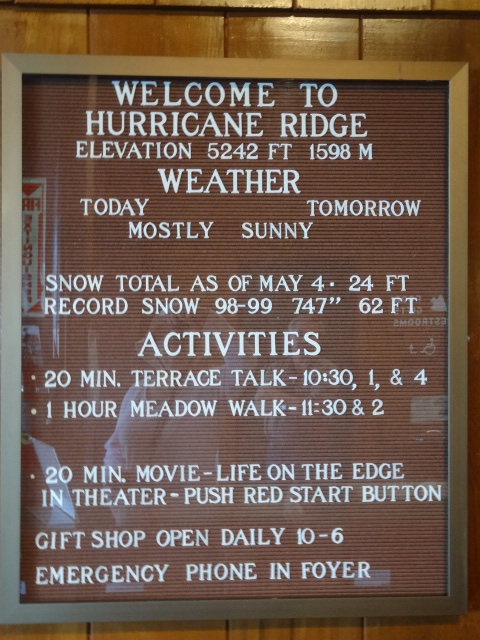 WELCOME TO
HURRICANE RIDGE
ELEVATION 5242 FT 1598 M
WEATHER
TODAY TOMORROW
MOSTLY SUNNY
SNOW TOTAL AS OF MAY 4· 24 FT
RECORD SNOW 98-99 747" 62 FT
ACTIVITIES
· 20 MIN. TERRACE TALK-10:30, 1, & 4
· 1 HOUR MEADOW WALK-11:30 & 2
· 20 MIN. MOVIE-LIFE ON THE EDGE
IN THEATER-PUSH RED START BUTTON
GIFT SHOP OPEN DAILY 10-6
EMERGENCY PHONE IN FOYER